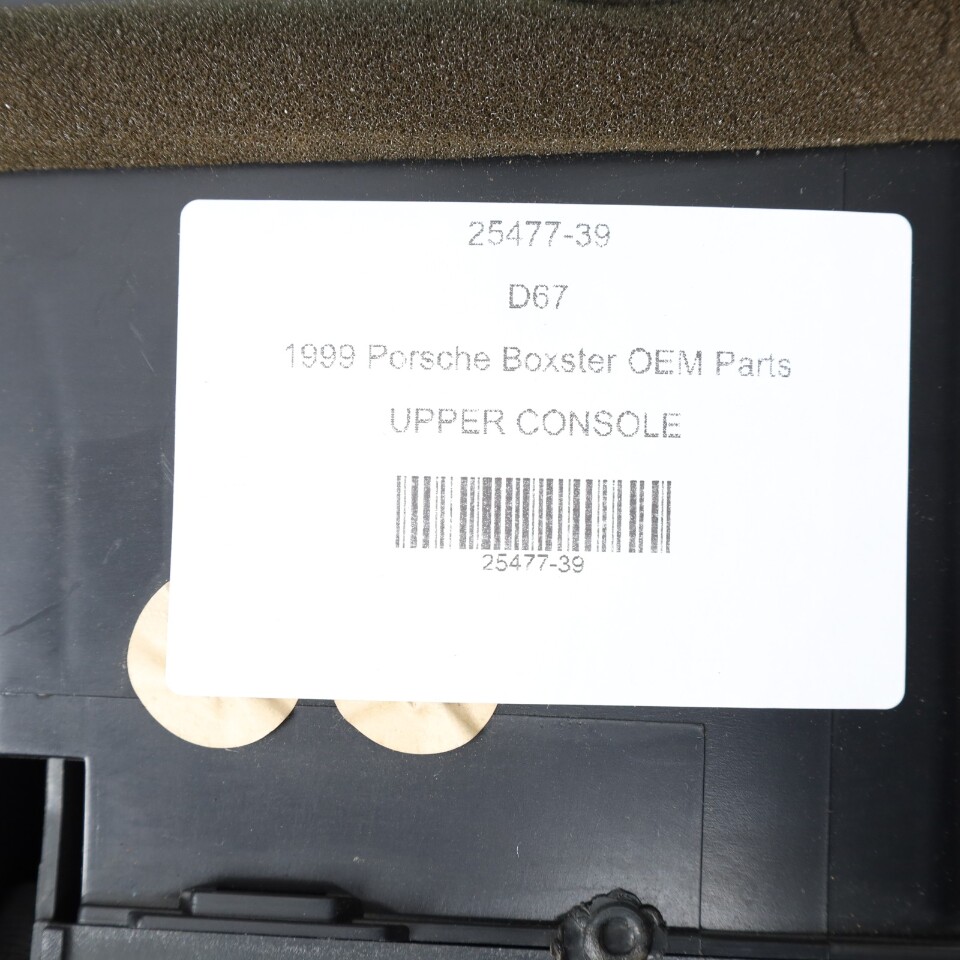 25477-39
D67
1999 Porsche Boxster OEM Parts
UPPER CONSOLE
25477-39